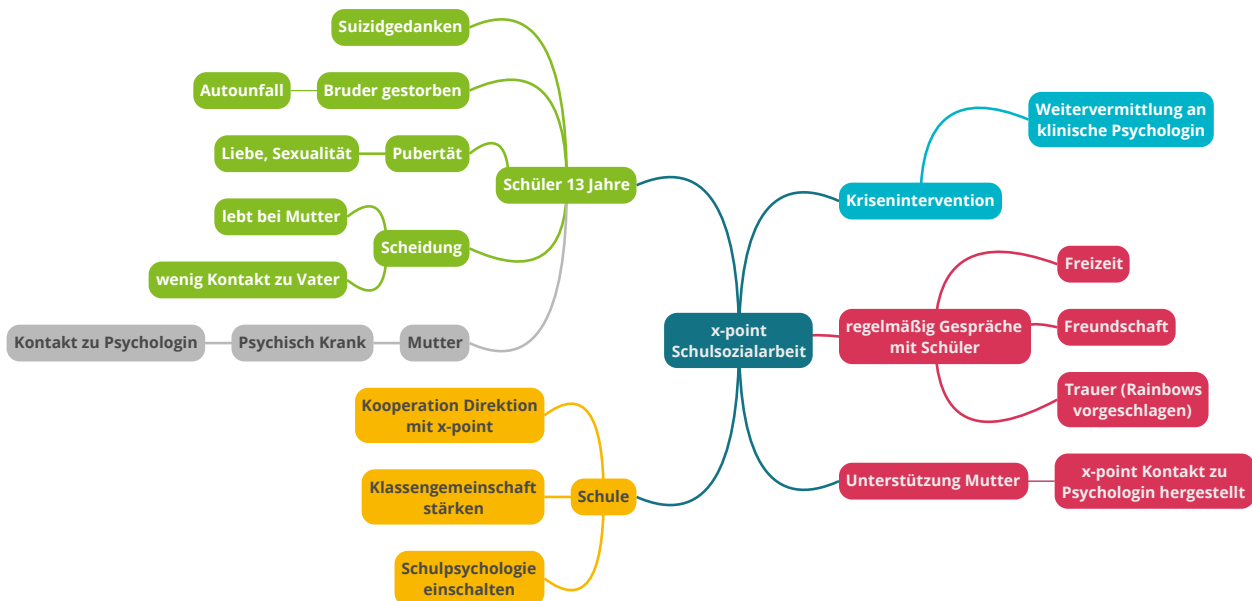 Suizidgedanken
Autounfall
Bruder gestorben
Liebe, Sexualität
Pubertät
Schüler 13 Jahre
lebt bei Mutter
Scheidung
wenig Kontakt zu Vater
Kontakt zu Psychologin
Psychisch Krank
Mutter
Kooperation Direktion
mit x-point
Klassengemeinschaft
stärken
Schule
Schulpsychologie
einschalten
x-point
Schulsozialarbeit
Weitervermittlung an
klinische Psychologin
Krisenintervention
Freizeit
regelmäßig Gespräche
mit Schüler
Freundschaft
Trauer (Rainbows
vorgeschlagen)
Unterstützung Mutter
x-point Kontakt zu
Psychologin hergestellt